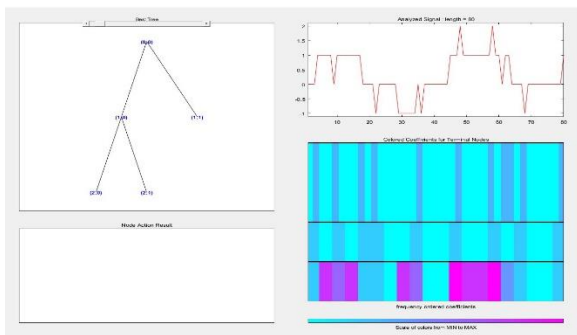 Best Tree
(0,0)
(1,0)
(1,1)
(2,0)
(2,1)
Node Action Result
Analyzed Signal : length = 80
2
1.5
1
0.5
0
-0.5
-1
10 20 30 40 50 60 70 80
Colored Coefficients for Terminal Nodes
frequency ordered coefficients
Scale of colors from MIN to MAX